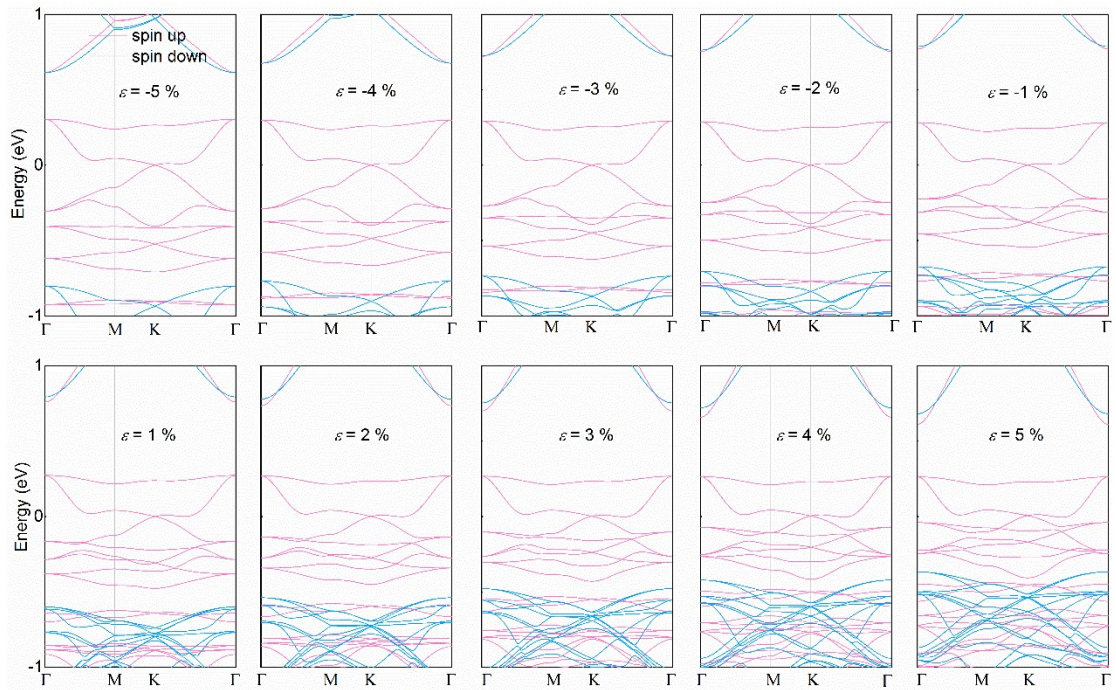 1
spin up
spin down
ε = -5 %
ε = -4 %
ε = -3 %
ε = -2 %
ε = -1 %
Energy (eV)
0
-1
Γ M K Γ
Γ M K Γ
Γ M K Γ
Γ M K Γ
Γ M K Γ
1
ε = 1 %
ε = 2 %
ε = 3 %
ε = 4 %
ε = 5 %
Energy (eV)
0
-1
Γ M K Γ
Γ M K Γ
Γ M K Γ
Γ M K Γ
Γ M K Γ